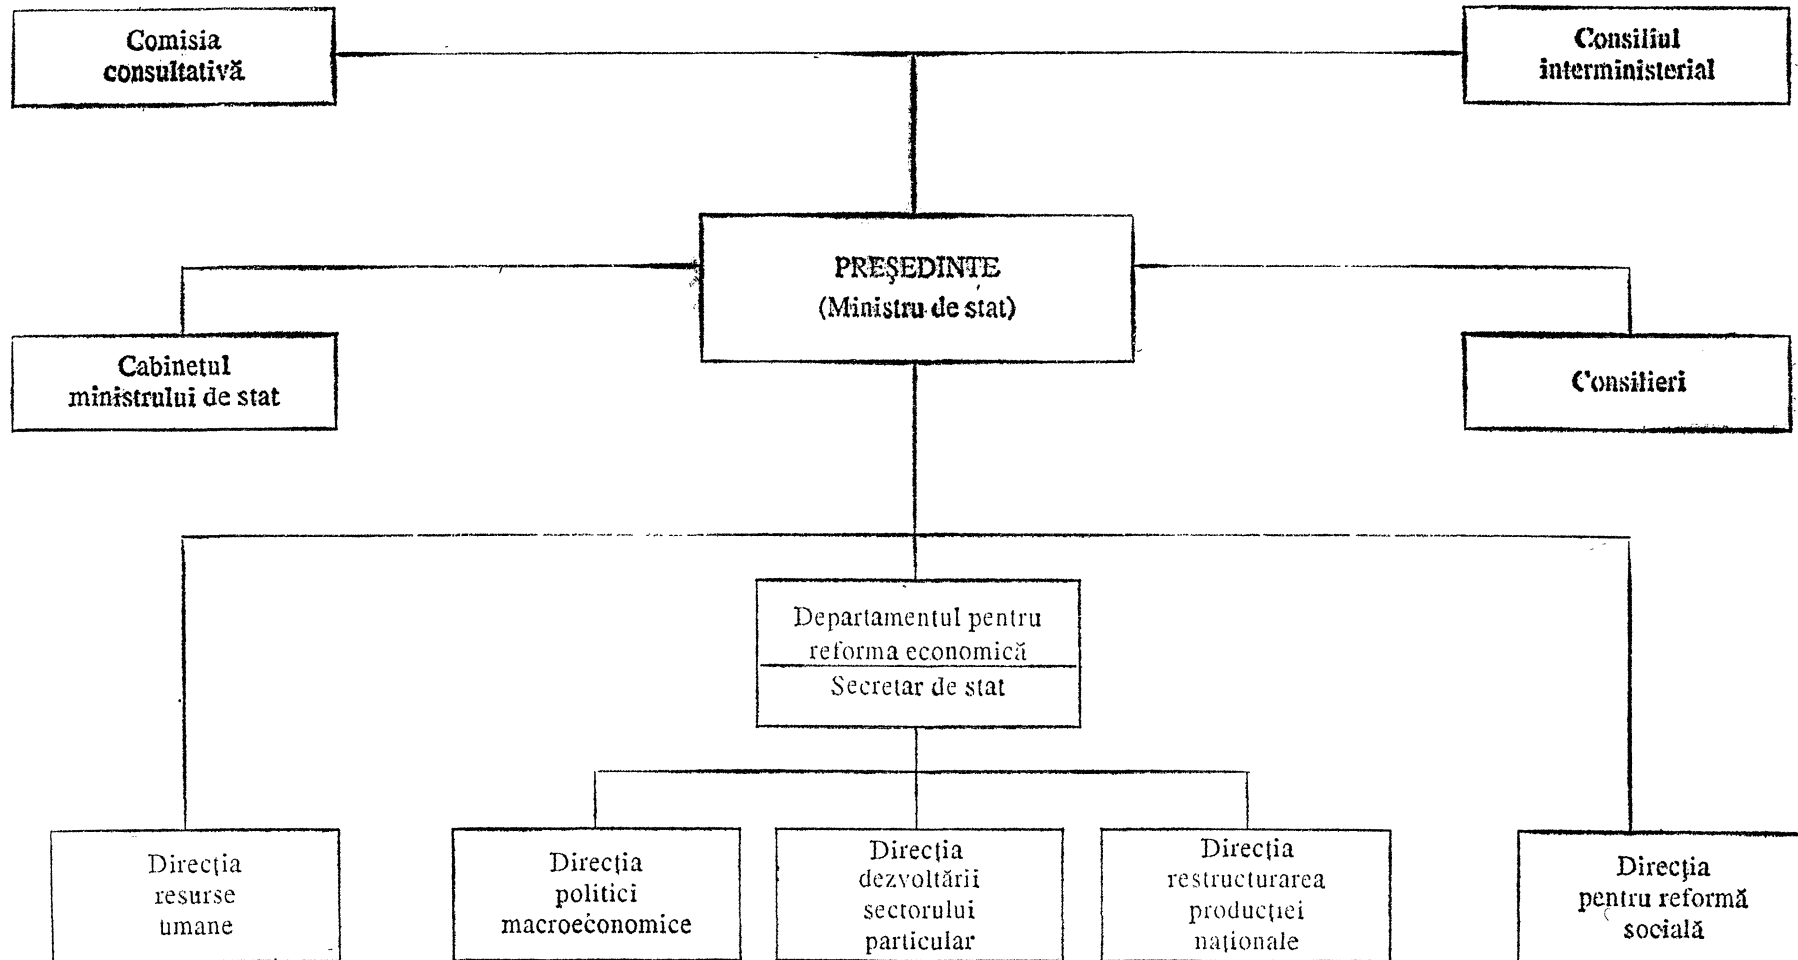 Comisia
consultativă
Consiliul
interministerial
PREŞEDINTE
(Ministru de stat)
Cabinetul
ministrului de stat
Consilieri
Departamentul pentru
reforma economică
Secretar de stat
Direcţia
resurse
umane
Direcţia
politici
macroeconomice
Direcţia
dezvoltării
sectorului
particular
Direcţia
restructurarea
producţiei
naţionale
Direcţia
pentru reformă
socială